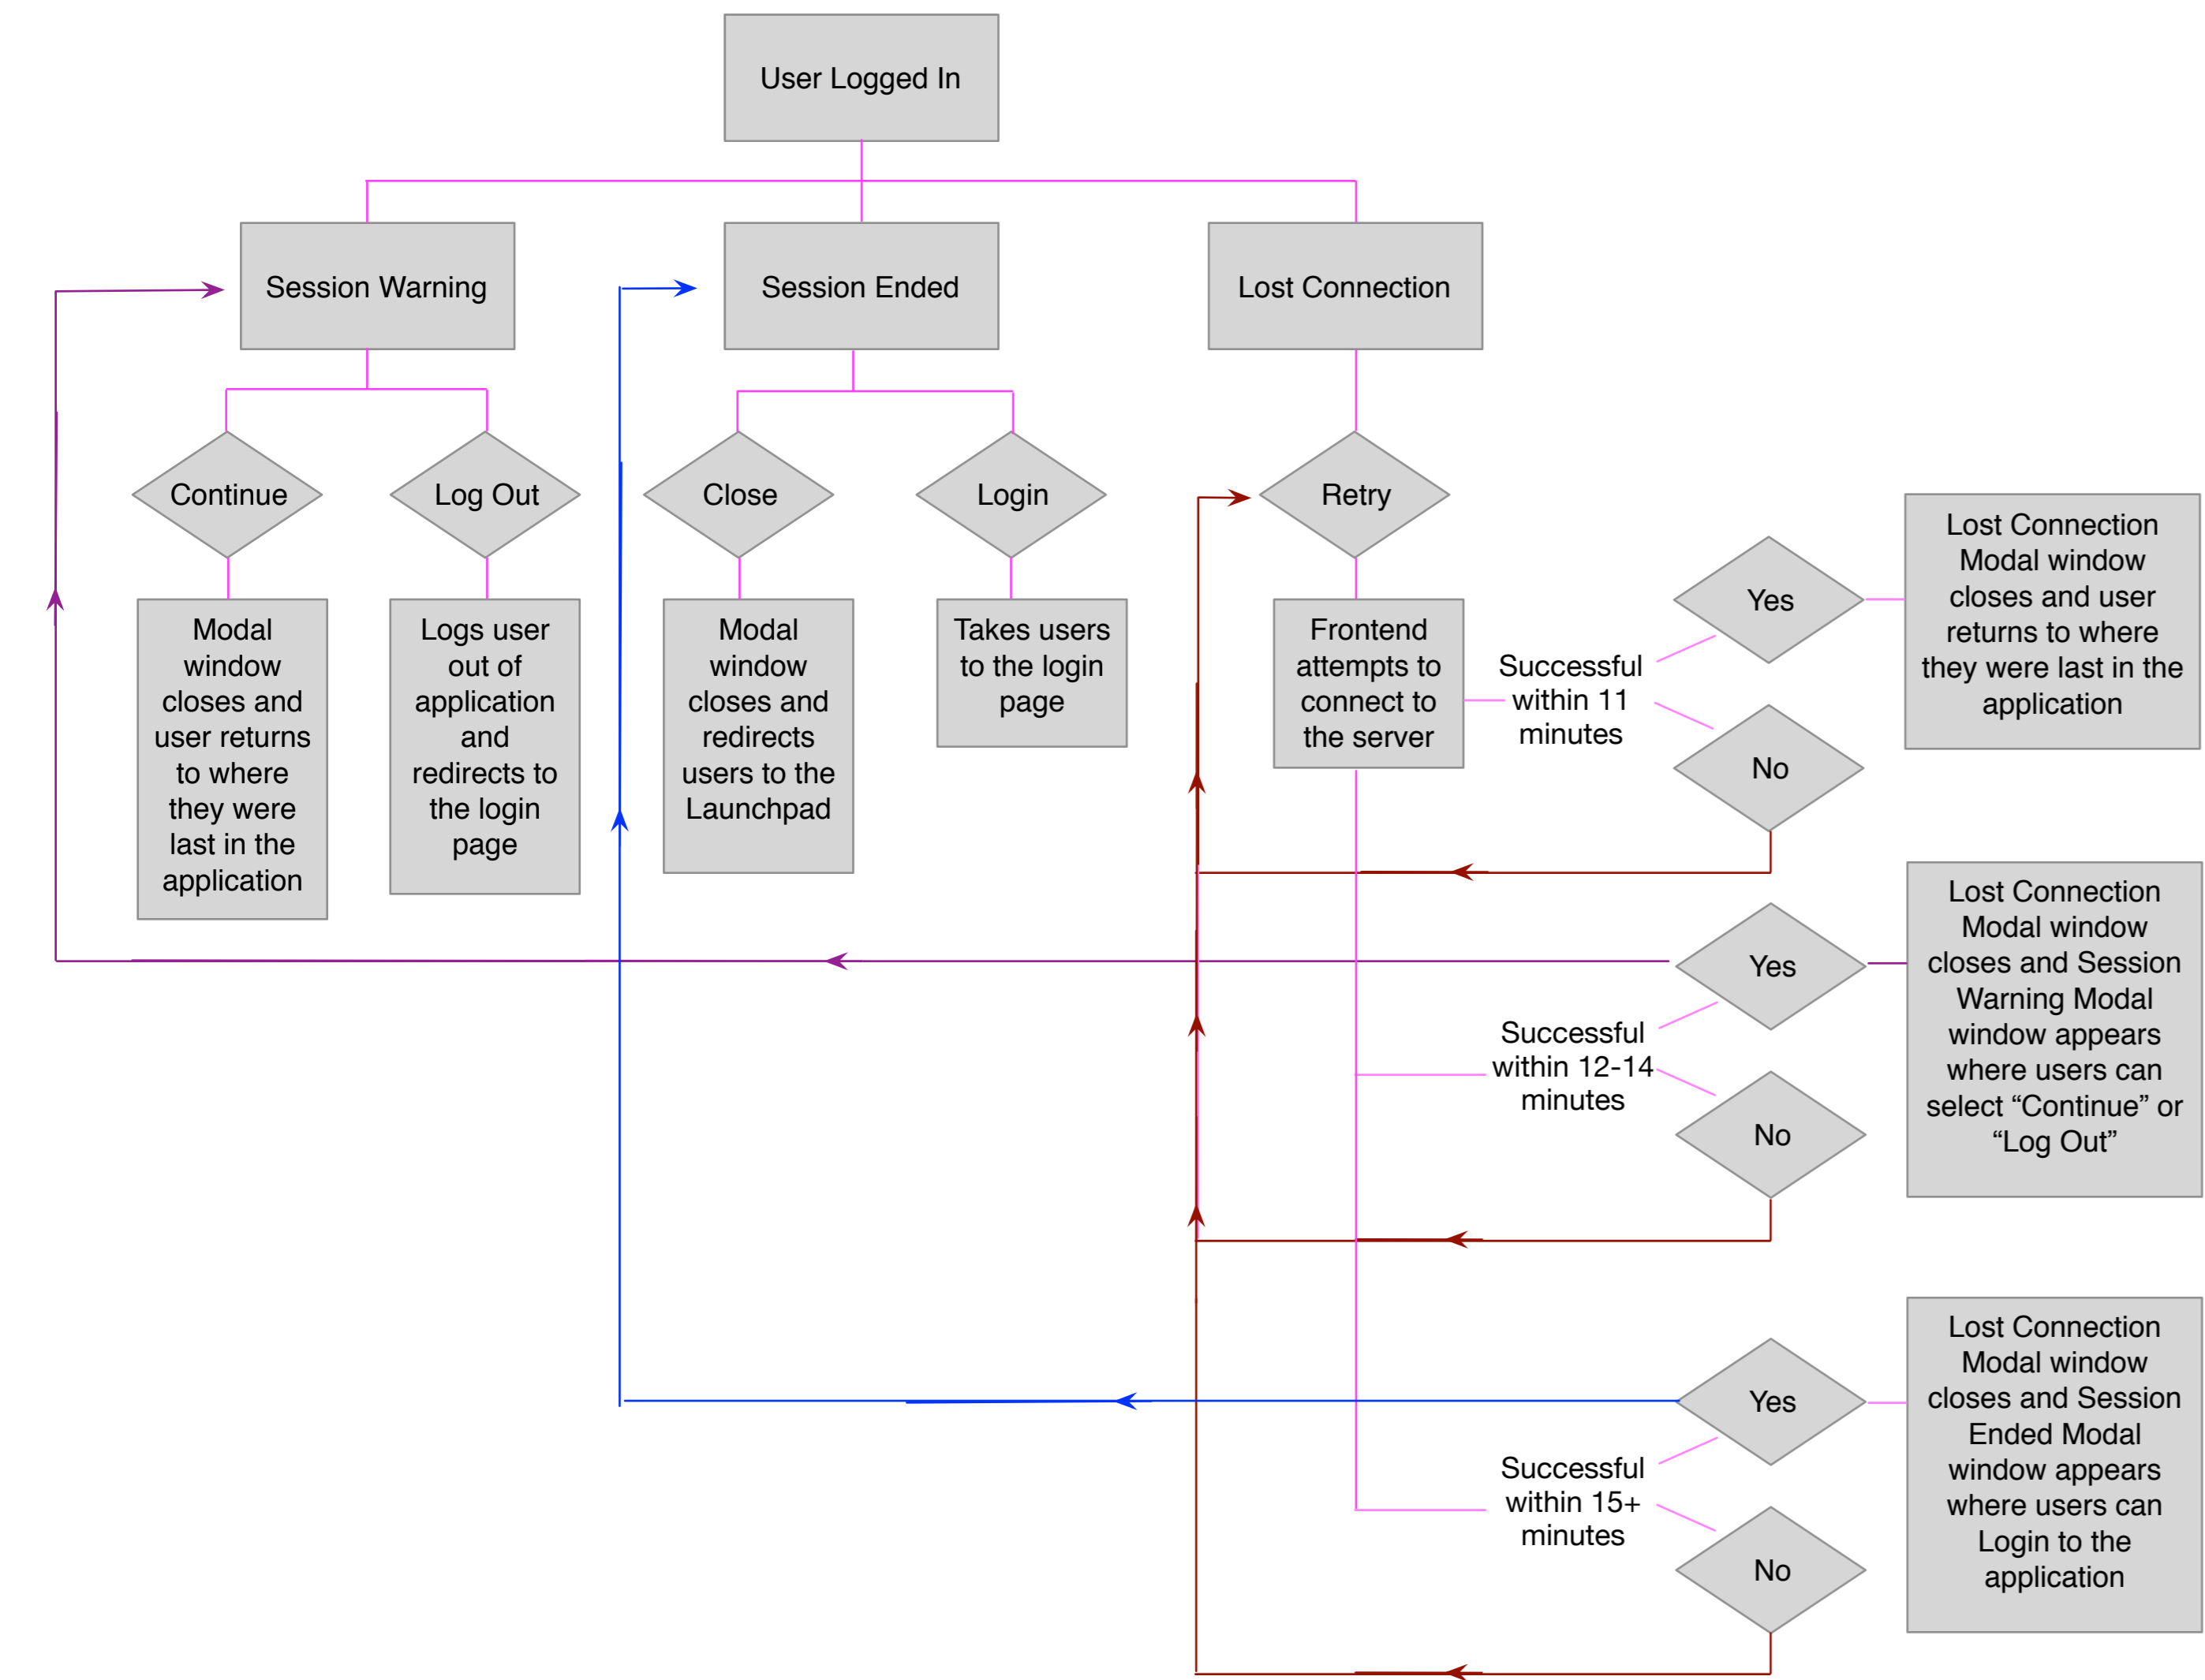 User Logged In
Session Warning
Session Ended
Lost Connection
Continue
Log Out
Close
Login
Retry
Modal
window
closes and
user returns
to where
they were
last in the
application
Logs user
out of
application
and
redirects to
the login
page
Modal
window
closes and
redirects
users to the
Launchpad
Takes users
to the login
page
Frontend
attempts to
connect to
the server
Successful
within 11
minutes
Yes
No
Lost Connection
Modal window
closes and user
returns to where
they were last in the
application
Successful
within 12-14
minutes
Yes
No
Lost Connection
Modal window
closes and Session
Warning Modal
window appears
where users can
select “Continue” or
“Log Out”
Successful
within 15+
minutes
Yes
No
Lost Connection
Modal window
closes and Session
Ended Modal
window appears
where users can
Login to the
application